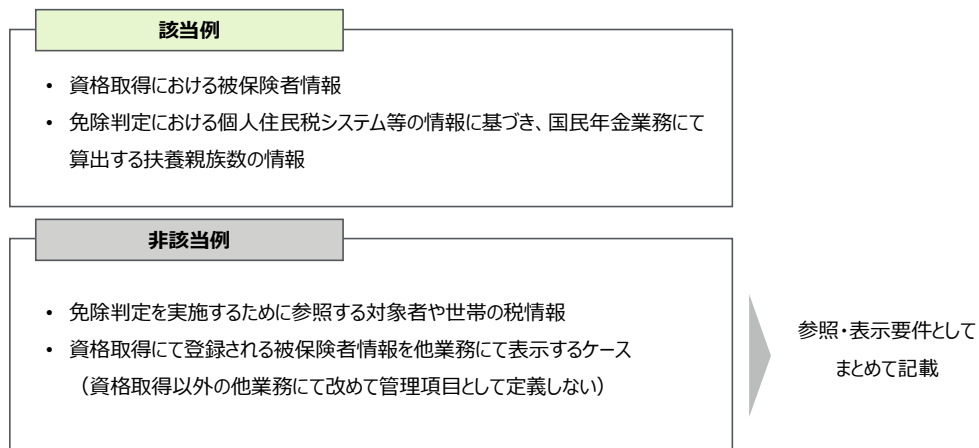 該当例
• 資格取得における被保険者情報
• 免除判定における個人住民税システム等の情報に基づき、国民年金業務にて
算出する扶養親族数の情報
非該当例
• 免除判定を実施するために参照する対象者や世帯の税情報
• 資格取得にて登録される被保険者情報を他業務にて表示するケース
（資格取得以外の他業務にて改めて管理項目として定義しない）
参照・表示要件として
まとめて記載